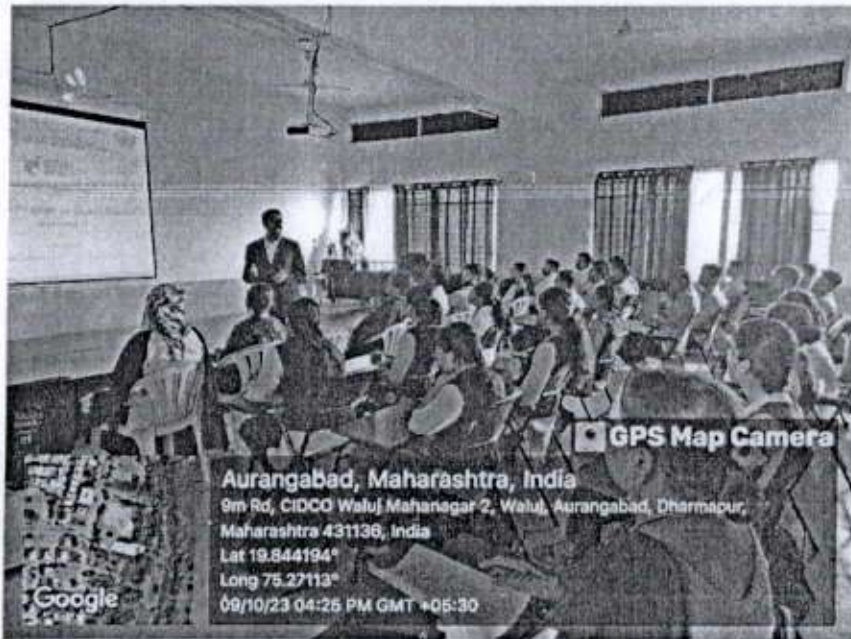 GPS Map Camera
Aurangabad, Maharashtra, India
9m Rd, CIDCO Waluj Mahanagar 2, Waluj, Aurangabad, Dharmapur,
Maharashtra 431136, India
Lat 19.844194°
Long 75.27113°
09/10/23 04:25 PM GMT +05:30
Google